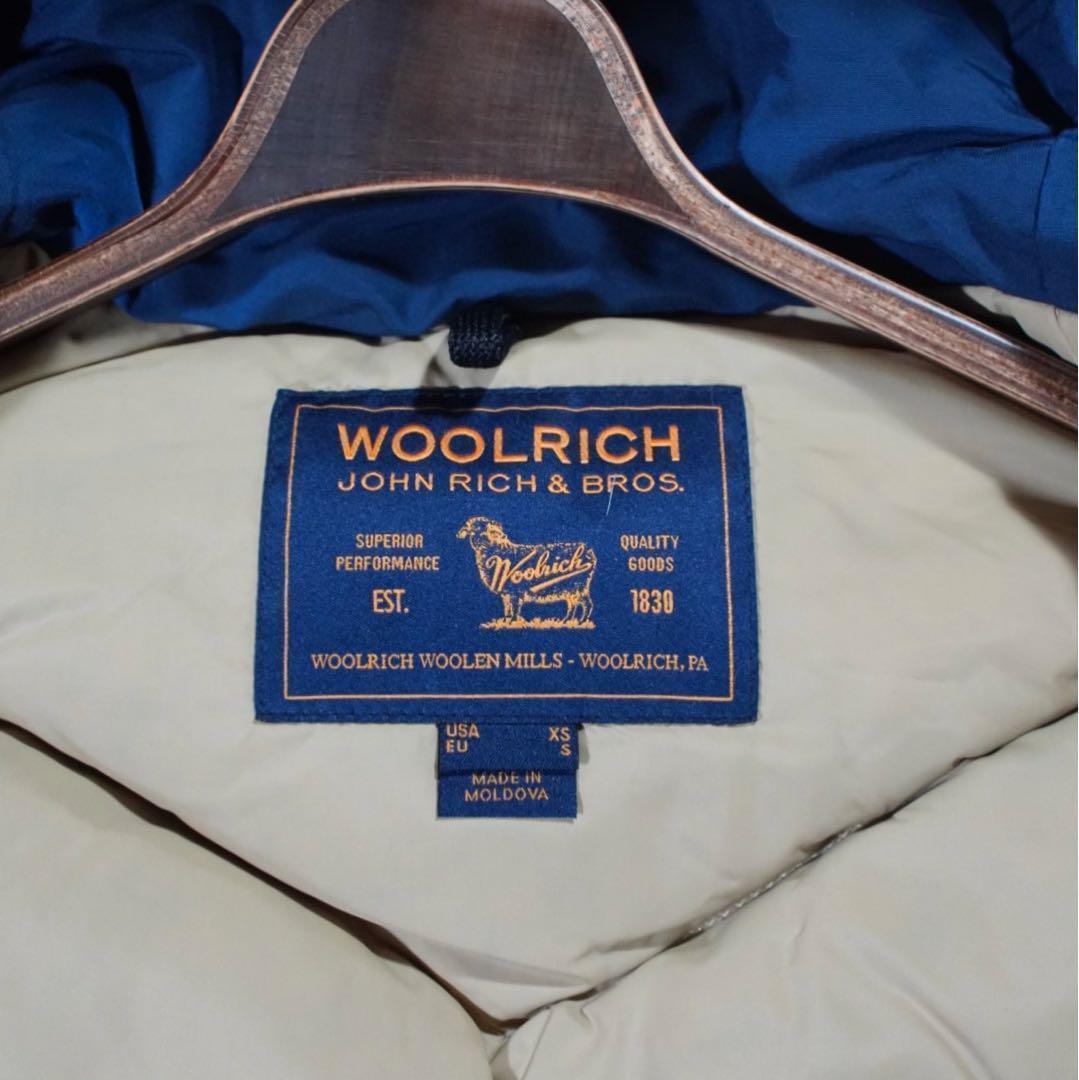 WOOLRICH
JOHN RICH & BROS.
SUPERIOR
PERFORMANCE
EST.
Woolrich
QUALITY
GOODS
1830
WOOLRICH WOOLEN MILLS - WOOLRICH, PA
USA XS
EU S
MADE IN
MOLDOVA